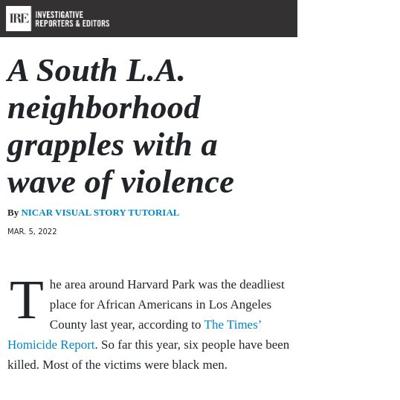 IRE INVESTIGATIVE
REPORTERS & EDITORS
A South L.A.
neighborhood
grapples with a
wave of violence
By NICAR VISUAL STORY TUTORIAL
MAR. 5, 2022
The area around Harvard Park was the deadliest
place for African Americans in Los Angeles
County last year, according to The Times’
Homicide Report. So far this year, six people have been
killed. Most of the victims were black men.